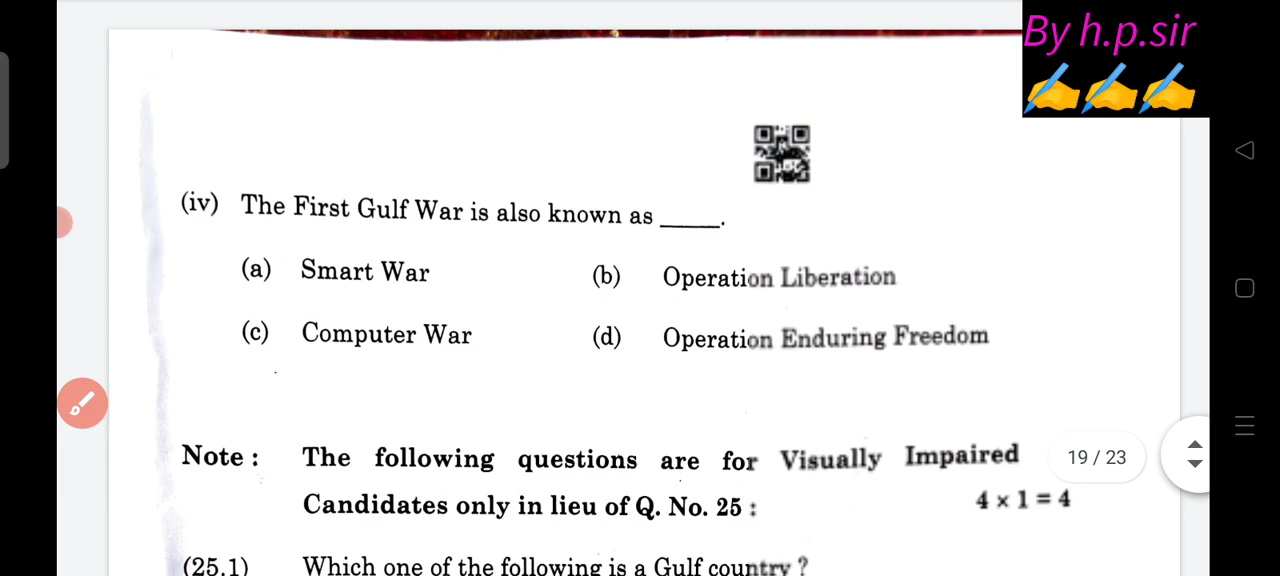 By h.p.sir
(iv) The First Gulf War is also known as _____.
(a) Smart War (b) Operation Liberation
(c) Computer War (d) Operation Enduring Freedom
Note : The following questions are for Visually Impaired
Candidates only in lieu of Q. No. 25 : 4 × 1 = 4
19 / 23
(25.1) Which one of the following is a Gulf country ?